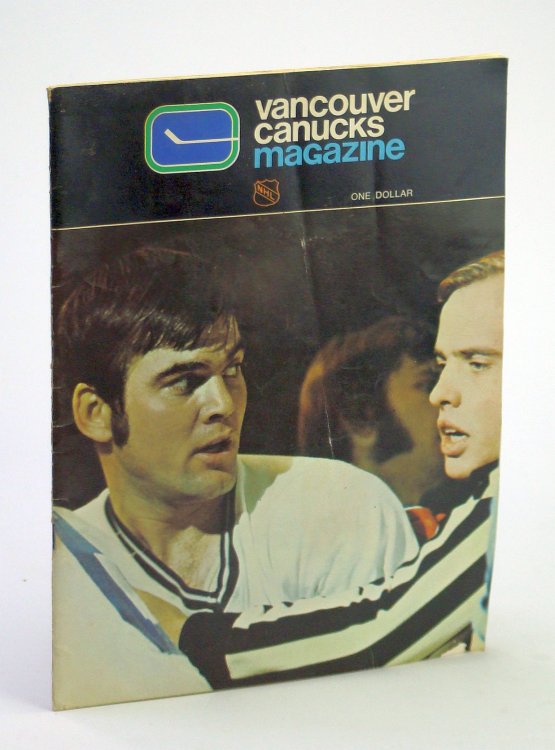 vancouver
canucks
magazine
NHL
ONE DOLLAR